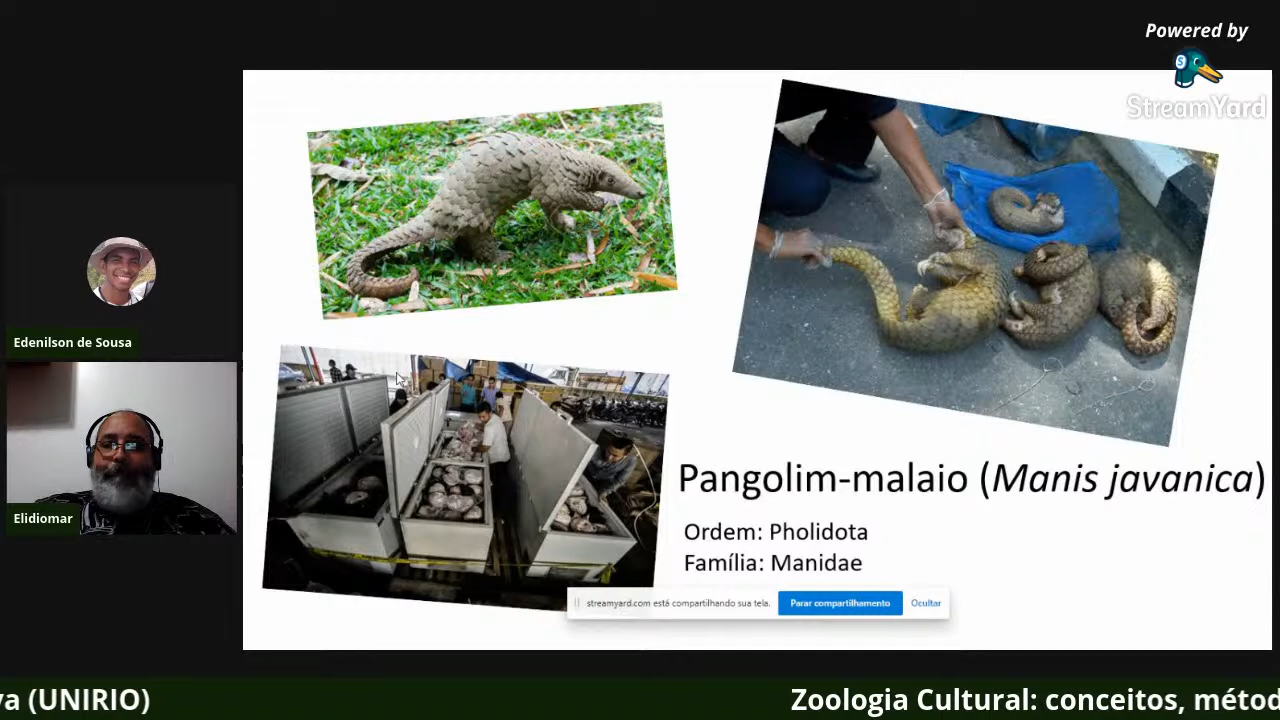 Powered by
StreamYard
Edenilson de Sousa
Elidiomar
Pangolim-malaio (Manis javanica)
Ordem: Pholidota
Família: Manidae
streamyard.com está compartilhando sua tela.
Parar compartilhamento
Ocultar
va (UNIRIO)
Zoologia Cultural: conceitos, métod